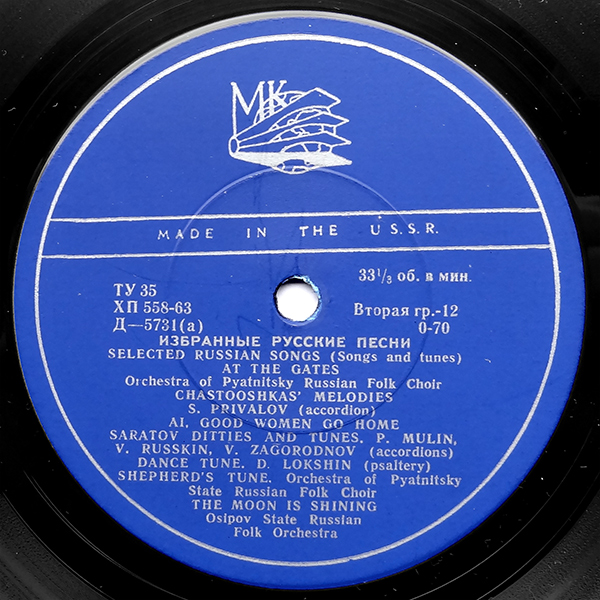 МК
MADE IN THE U.S.S.R.
ТУ 35
33⅓ об. в мин.
ХП 558-63
Вторая гр.-12
Д—5731(а)
0-70
ИЗБРАННЫЕ РУССКИЕ ПЕСНИ
SELECTED RUSSIAN SONGS (Songs and tunes)
AT THE GATES
Orchestra of Pyatnitsky Russian Folk Choir
CHASTOOSHKAS' MELODIES
S. PRIVALOV (accordion)
AI, GOOD WOMEN GO HOME
SARATOV DITTIES AND TUNES. P. MULIN,
V. RUSSKIN, V. ZAGORODNOV (accordions)
DANCE TUNE. D. LOKSHIN (psaltery)
SHEPHERD'S TUNE. Orchestra of Pyatnitsky
State Russian Folk Choir
THE MOON IS SHINING
Osipov State Russian
Folk Orchestra